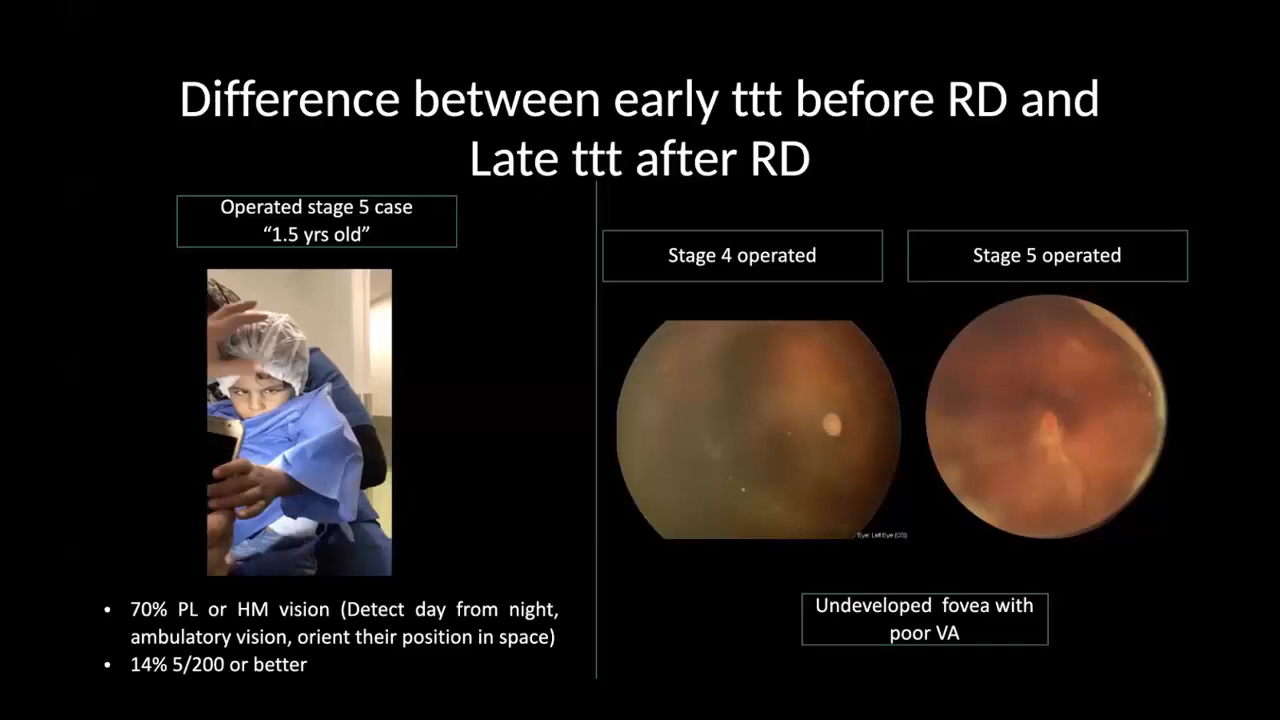 Difference between early ttt before RD and
Late ttt after RD
Operated stage 5 case
“1.5 yrs old”
Stage 4 operated
Stage 5 operated
Eye: Left Eye (OS)
• 70% PL or HM vision (Detect day from night,
ambulatory vision, orient their position in space)
• 14% 5/200 or better
Undeveloped fovea with
poor VA